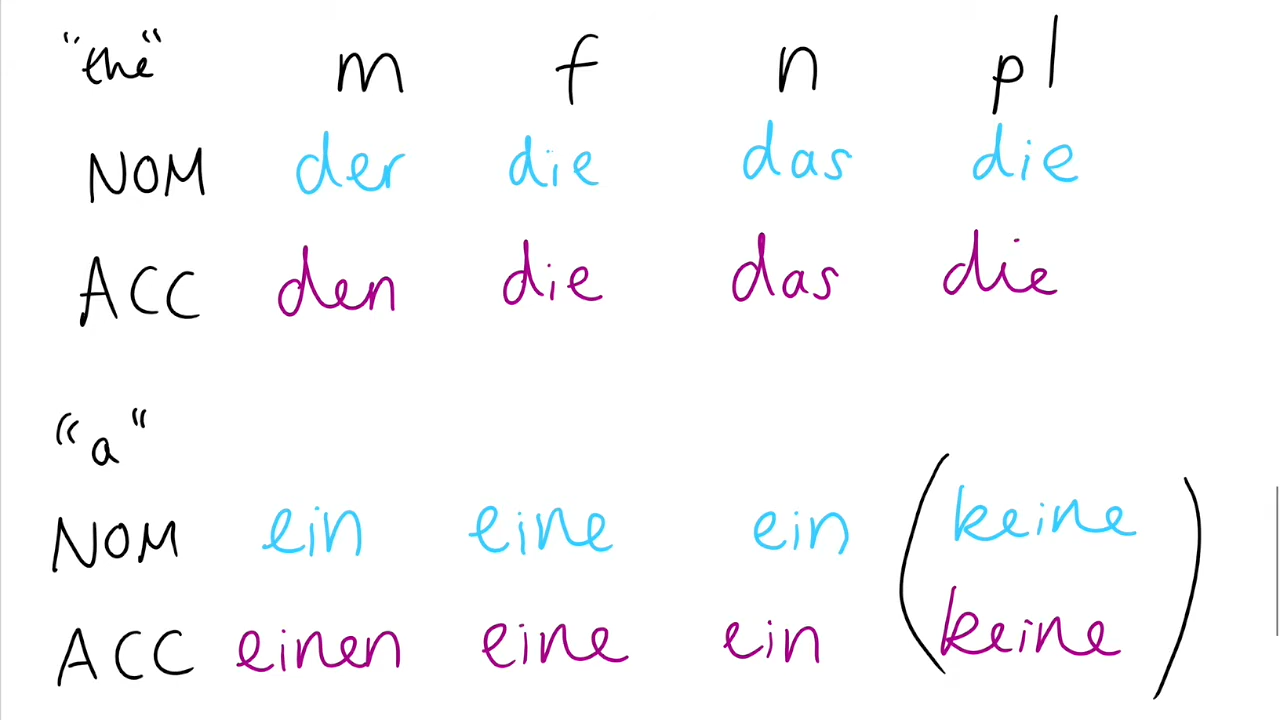 "the" m f n pl
NOM der die das die
ACC den die das die
"a"
NOM ein eine ein (keine
ACC einen eine ein keine)